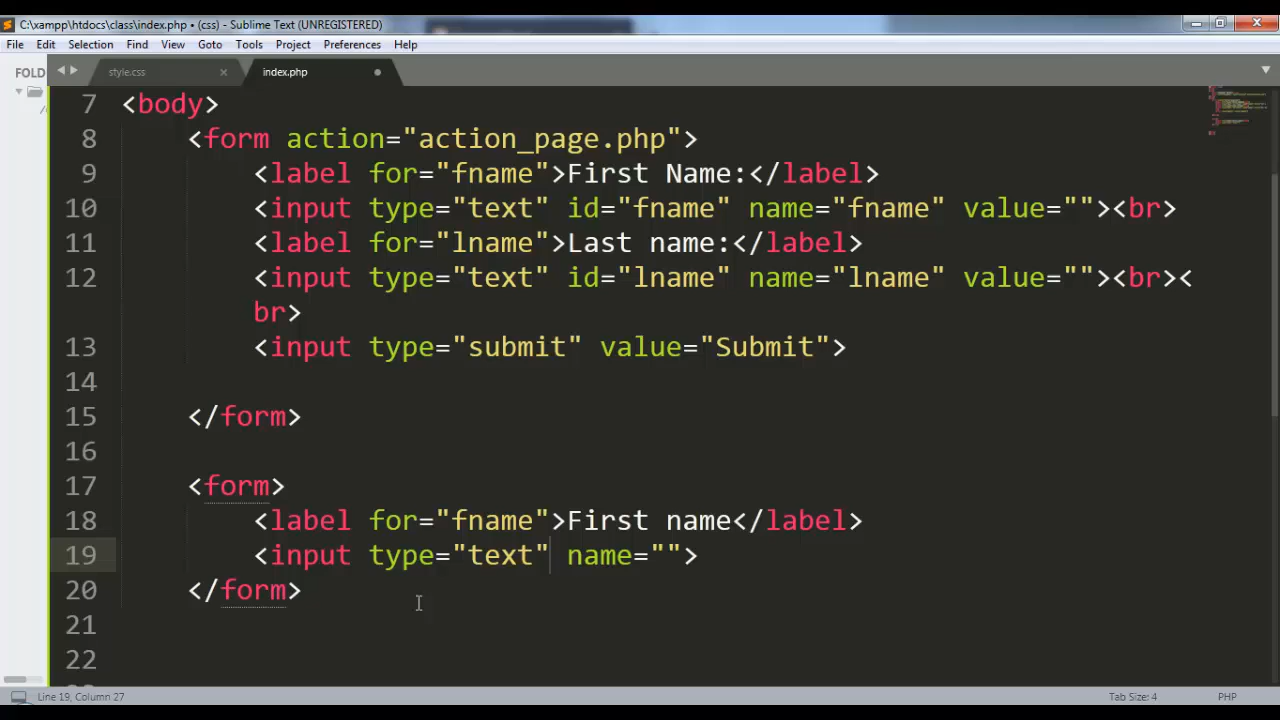 C:\xampp\htdocs\class\index.php • (css) - Sublime Text (UNREGISTERED)
File Edit Selection Find View Goto Tools Project Preferences Help
FOLD
style.css × index.php
7 <body>
8 <form action="action_page.php">
9 <label for="fname">First Name:</label>
10 <input type="text" id="fname" name="fname" value=""><br>
11 <label for="lname">Last name:</label>
12 <input type="text" id="lname" name="lname" value=""><br><
br>
13 <input type="submit" value="Submit">
14
15 </form>
16
17 <form>
18 <label for="fname">First name</label>
19 <input type="text" name="">
20 </form>
21
22
Line 19, Column 27 Tab Size: 4 PHP